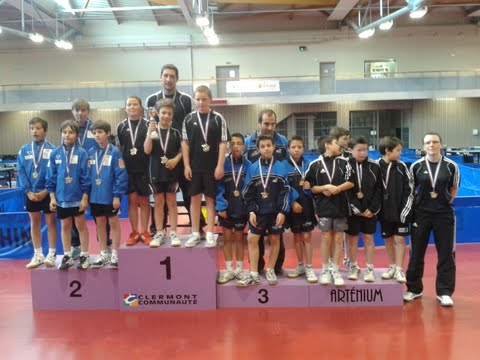 2
1
3
CLERMONT
COMMUNAUTÉ
ARTÉNIUM